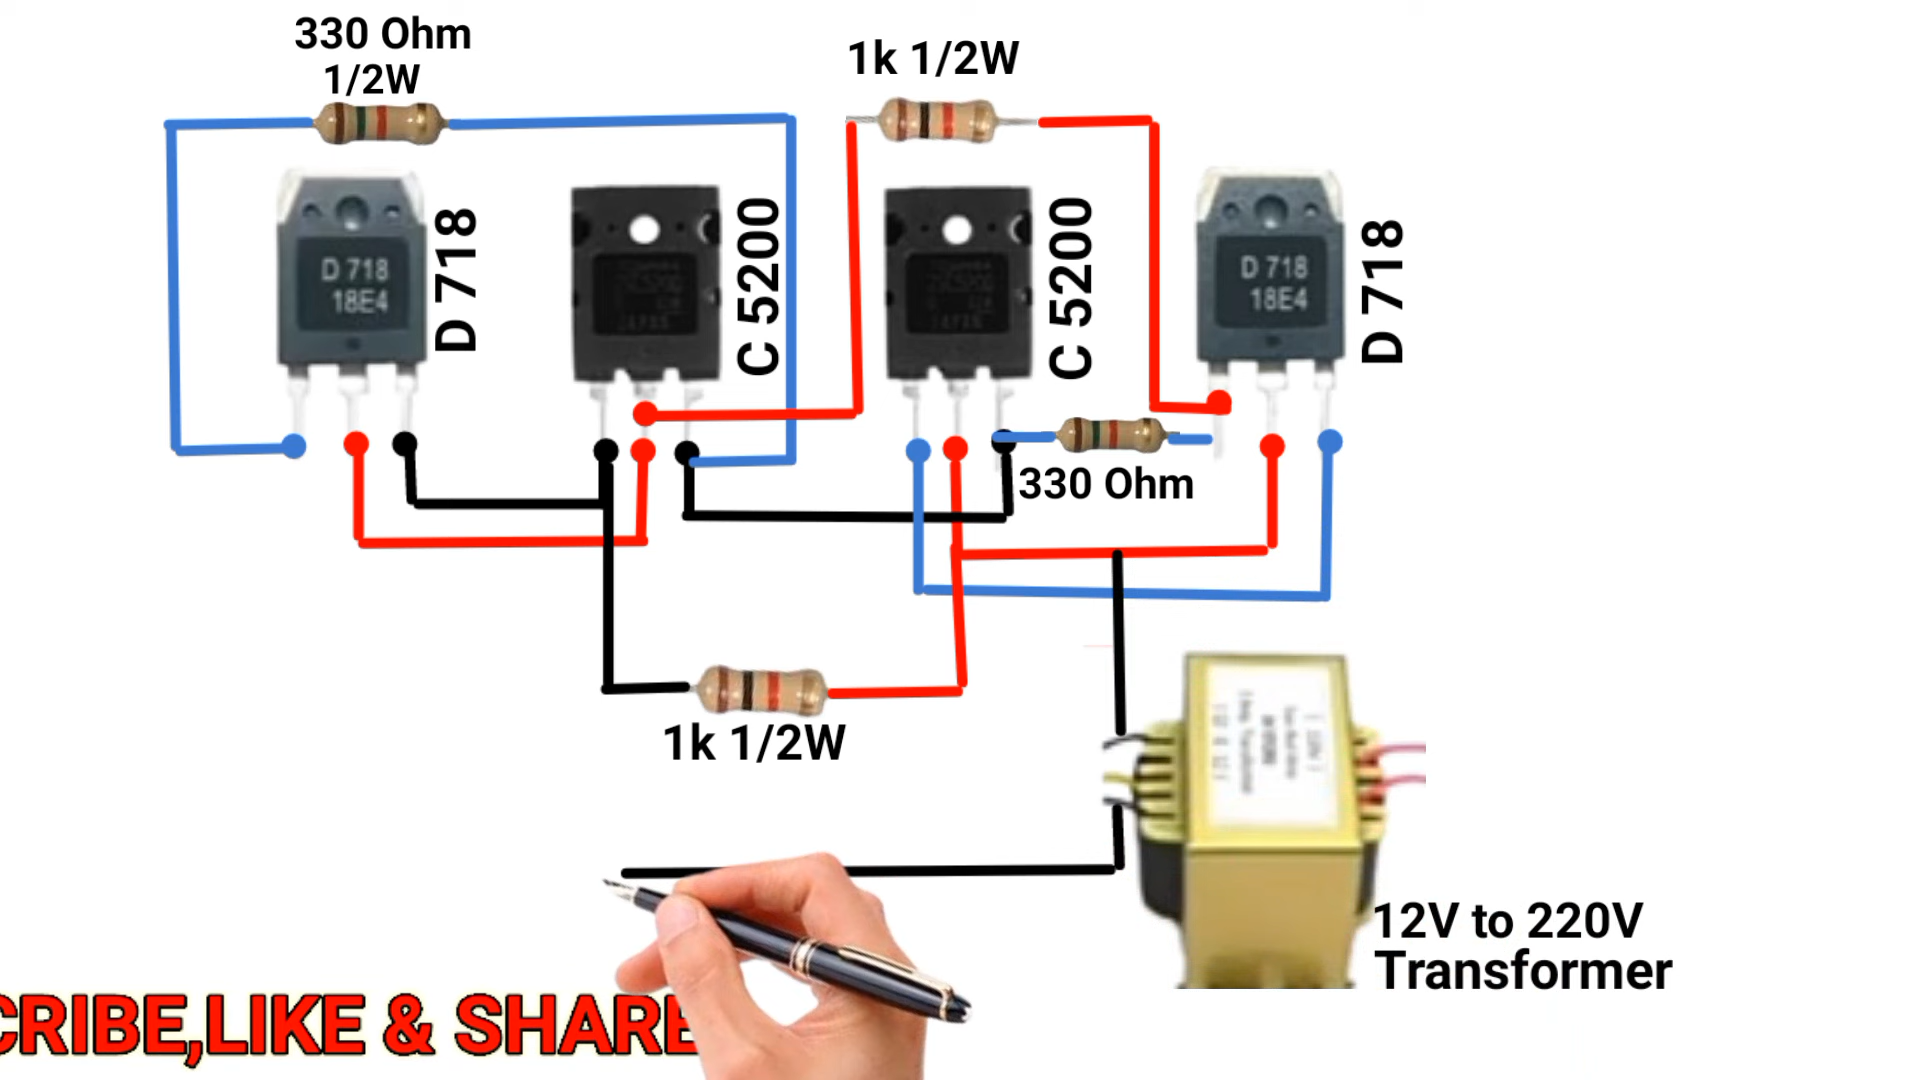 330 Ohm
1/2W
1k 1/2W
D 718
18E4
D 718
C 5200
C 5200
D 718
18E4
D 718
330 Ohm
1k 1/2W
12V to 220V
Transformer
CRIBE,LIKE & SHARE